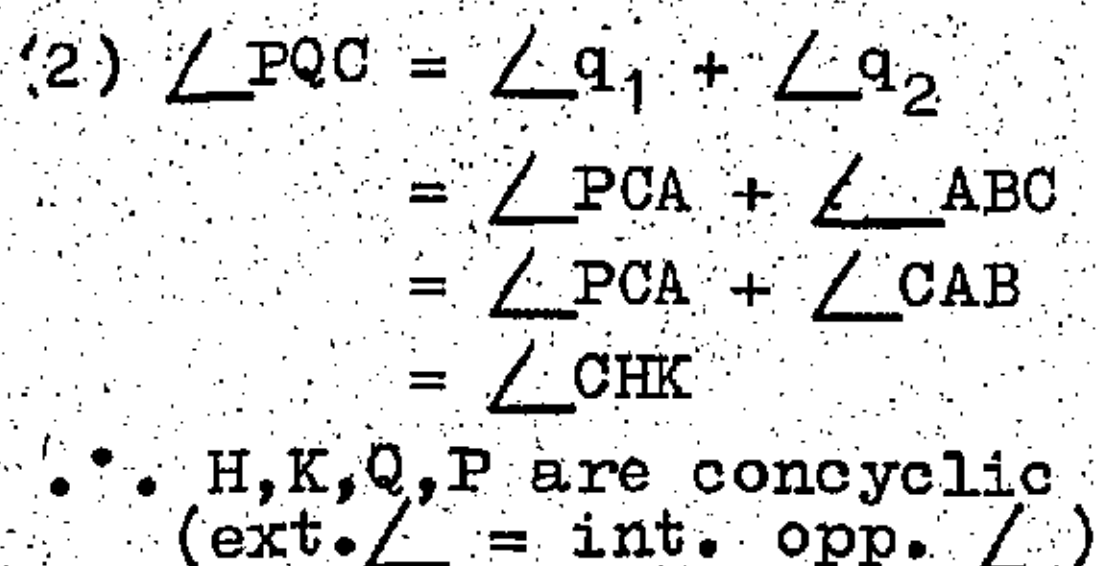 (2) ∠PQC = ∠q₁ + ∠q₂
= ∠PCA + ∠ABC
= ∠PCA + ∠CAB
= ∠CHK
∴ H,K,Q,P are concyclic
(ext.∠ = int. opp. ∠)